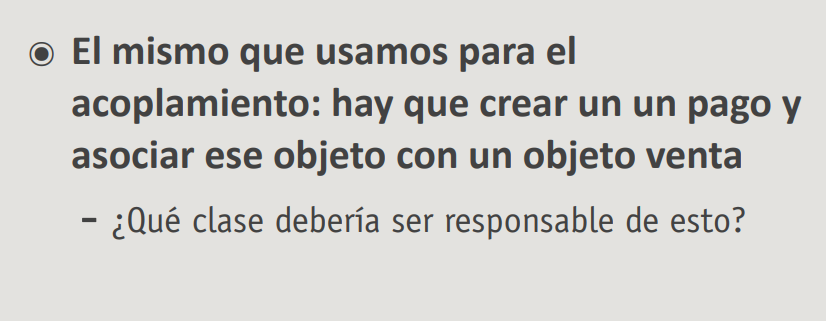 ◉ El mismo que usamos para el
acoplamiento: hay que crear un un pago y
asociar ese objeto con un objeto venta
– ¿Qué clase debería ser responsable de esto?